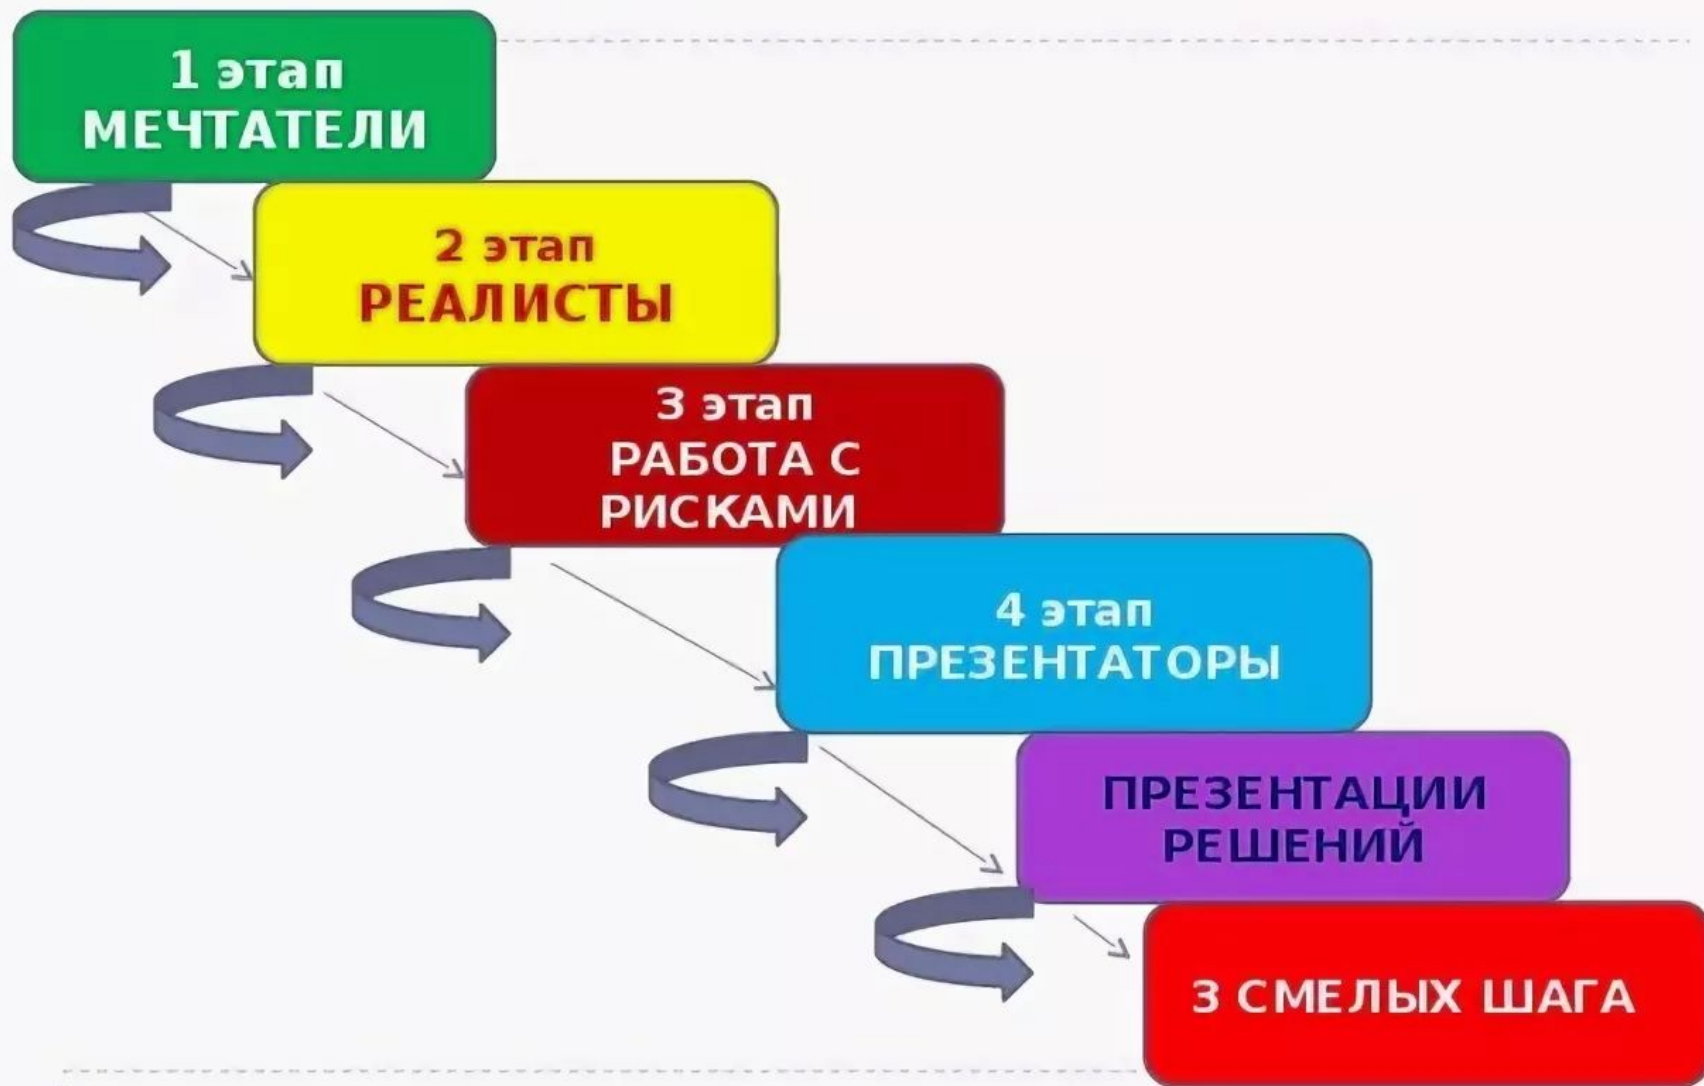 1 этап
МЕЧТАТЕЛИ
2 этап
РЕАЛИСТЫ
3 этап
РАБОТА С
РИСКАМИ
4 этап
ПРЕЗЕНТАТОРЫ
ПРЕЗЕНТАЦИИ
РЕШЕНИЙ
3 СМЕЛЫХ ШАГА